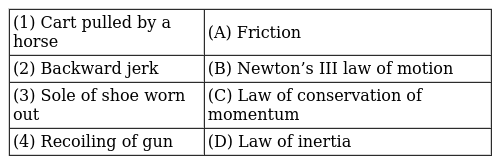 (1) Cart pulled by a
horse
(A) Friction
(2) Backward jerk
(B) Newton’s III law of motion
(3) Sole of shoe worn
out
(C) Law of conservation of
momentum
(4) Recoiling of gun
(D) Law of inertia